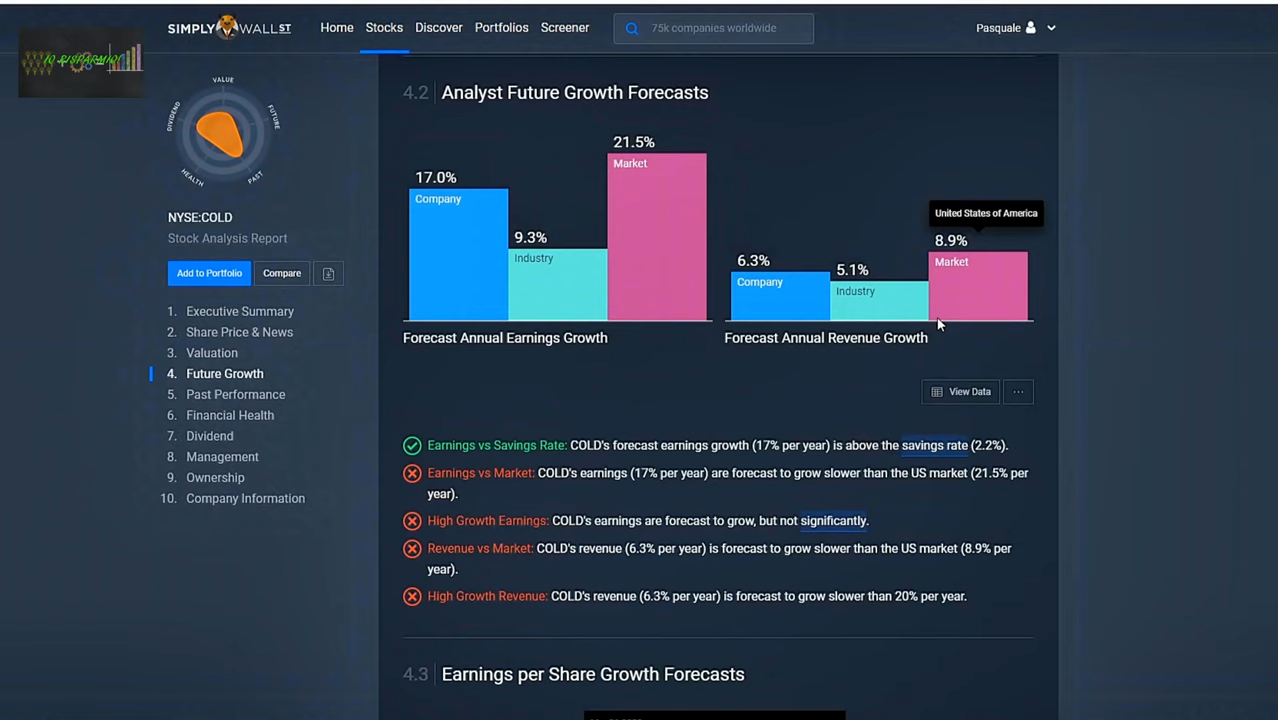 SIMPLY WALL ST
Home Stocks Discover Portfolios Screener
75k companies worldwide
Pasquale
IO RISPARMIO!
VALUE
FUTURE
PAST
HEALTH
DIVIDEND
NYSE:COLD
Stock Analysis Report
Add to Portfolio
Compare
1. Executive Summary
2. Share Price & News
3. Valuation
4. Future Growth
5. Past Performance
6. Financial Health
7. Dividend
8. Management
9. Ownership
10. Company Information
4.2 Analyst Future Growth Forecasts
17.0%
Company
9.3%
Industry
21.5%
Market
Forecast Annual Earnings Growth
6.3%
Company
5.1%
Industry
United States of America
8.9%
Market
Forecast Annual Revenue Growth
View Data
...
Earnings vs Savings Rate: COLD's forecast earnings growth (17% per year) is above the savings rate (2.2%).
Earnings vs Market: COLD's earnings (17% per year) are forecast to grow slower than the US market (21.5% per
year).
High Growth Earnings: COLD's earnings are forecast to grow, but not significantly.
Revenue vs Market: COLD's revenue (6.3% per year) is forecast to grow slower than the US market (8.9% per
year).
High Growth Revenue: COLD's revenue (6.3% per year) is forecast to grow slower than 20% per year.
4.3 Earnings per Share Growth Forecasts